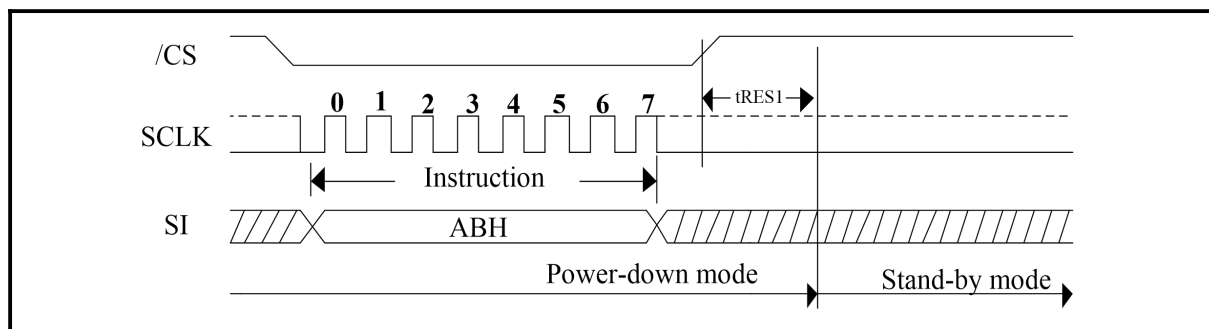 /CS
tRES1
0 1 2 3 4 5 6 7
SCLK
Instruction
SI
ABH
Power-down mode
Stand-by mode